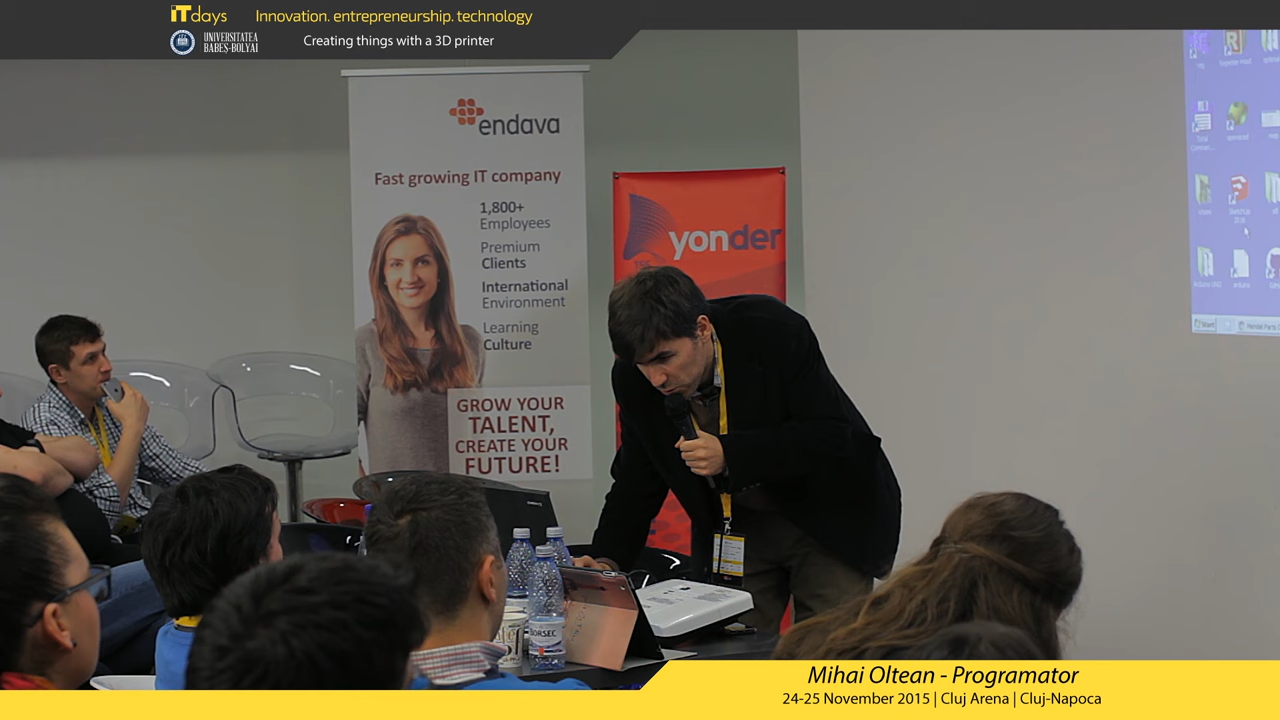 ITdays Innovation. entrepreneurship. technology
UNIVERSITATEA
BABEŞ-BOLYAI
Creating things with a 3D printer
endava
Fast growing IT company
1,800+
Employees
Premium
Clients
International
Environment
Learning
Culture
GROW YOUR
TALENT,
CREATE YOUR
FUTURE!
yonder
BORSEC
Start
Mihai Oltean - Programator
24-25 November 2015 | Cluj Arena | Cluj-Napoca